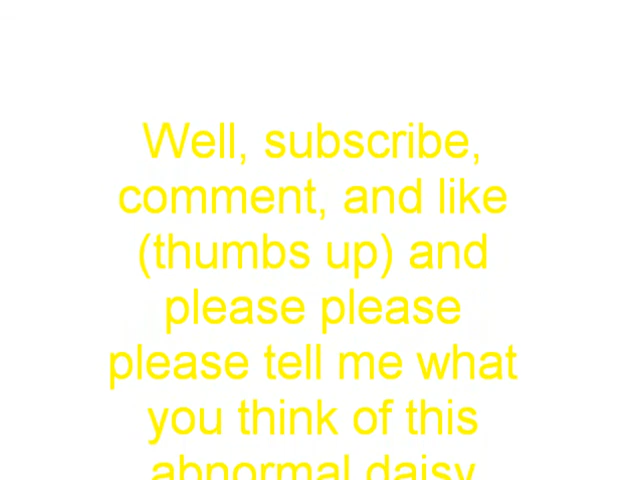 Well, subscribe,
comment, and like
(thumbs up) and
please please
please tell me what
you think of this
abnormal daisy